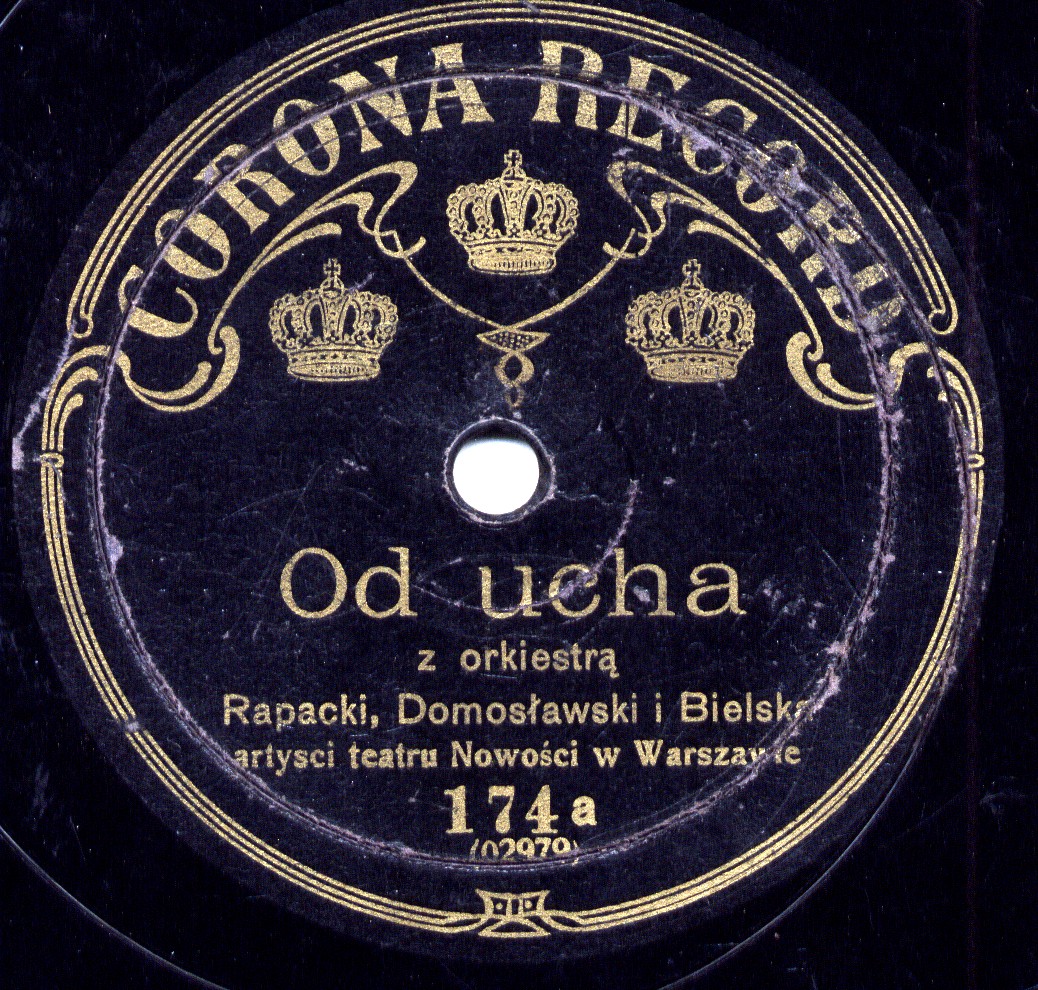 CORONA RECORD
Od ucha
z orkiestrą
Rapacki, Domosławski i Bielska
artysci teatru Nowości w Warszawie
174a
(02979)